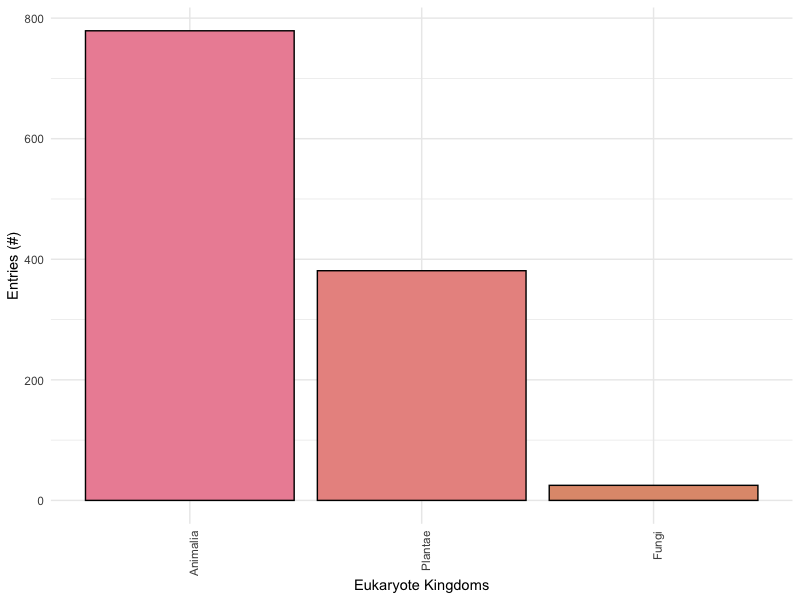 800
600
400
200
0
Entries (#)
Animalia
Plantae
Fungi
Eukaryote Kingdoms